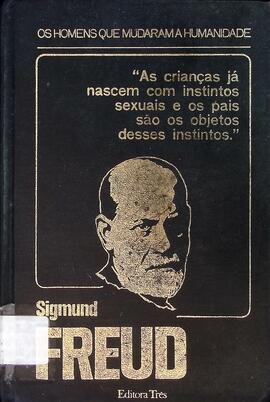 OS HOMENS QUE MUDARAM A HUMANIDADE
"As crianças já
nascem com instintos
sexuais e os pais
são os objetos
desses instintos."
Sigmund
FREUD
Editora Três